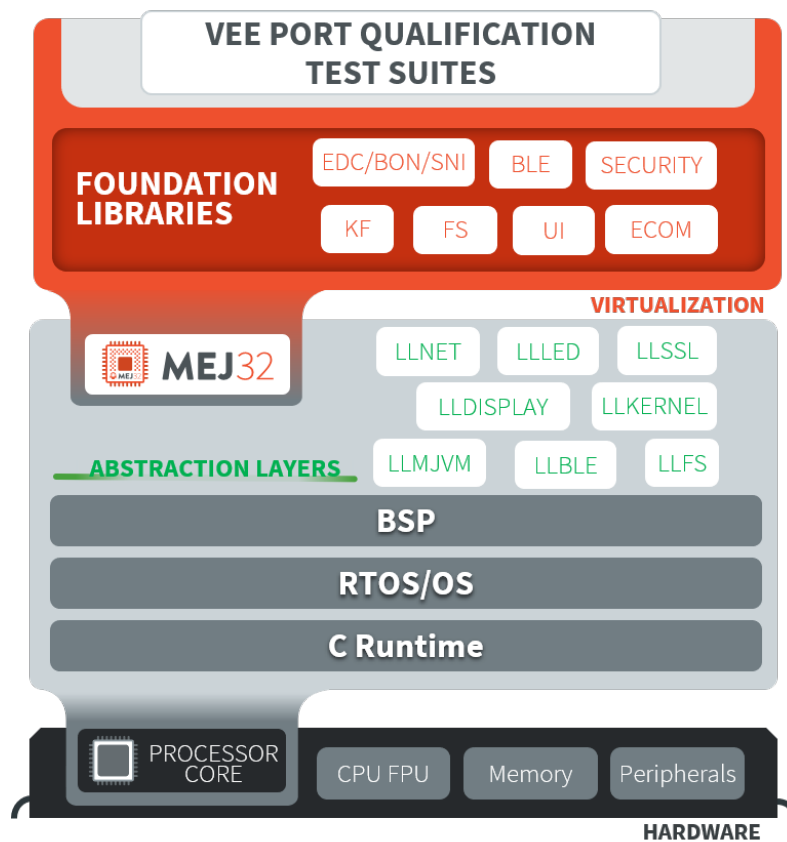 VEE PORT QUALIFICATION
TEST SUITES
FOUNDATION
LIBRARIES
EDC/BON/SNI
BLE
SECURITY
KF
FS
UI
ECOM
VIRTUALIZATION
MEJ32
LLNET
LLLED
LLSSL
LLDISPLAY
LLKERNEL
ABSTRACTION LAYERS
LLMJVM
LLBLE
LLFS
BSP
RTOS/OS
C Runtime
PROCESSOR
CORE
CPU FPU
Memory
Peripherals
HARDWARE